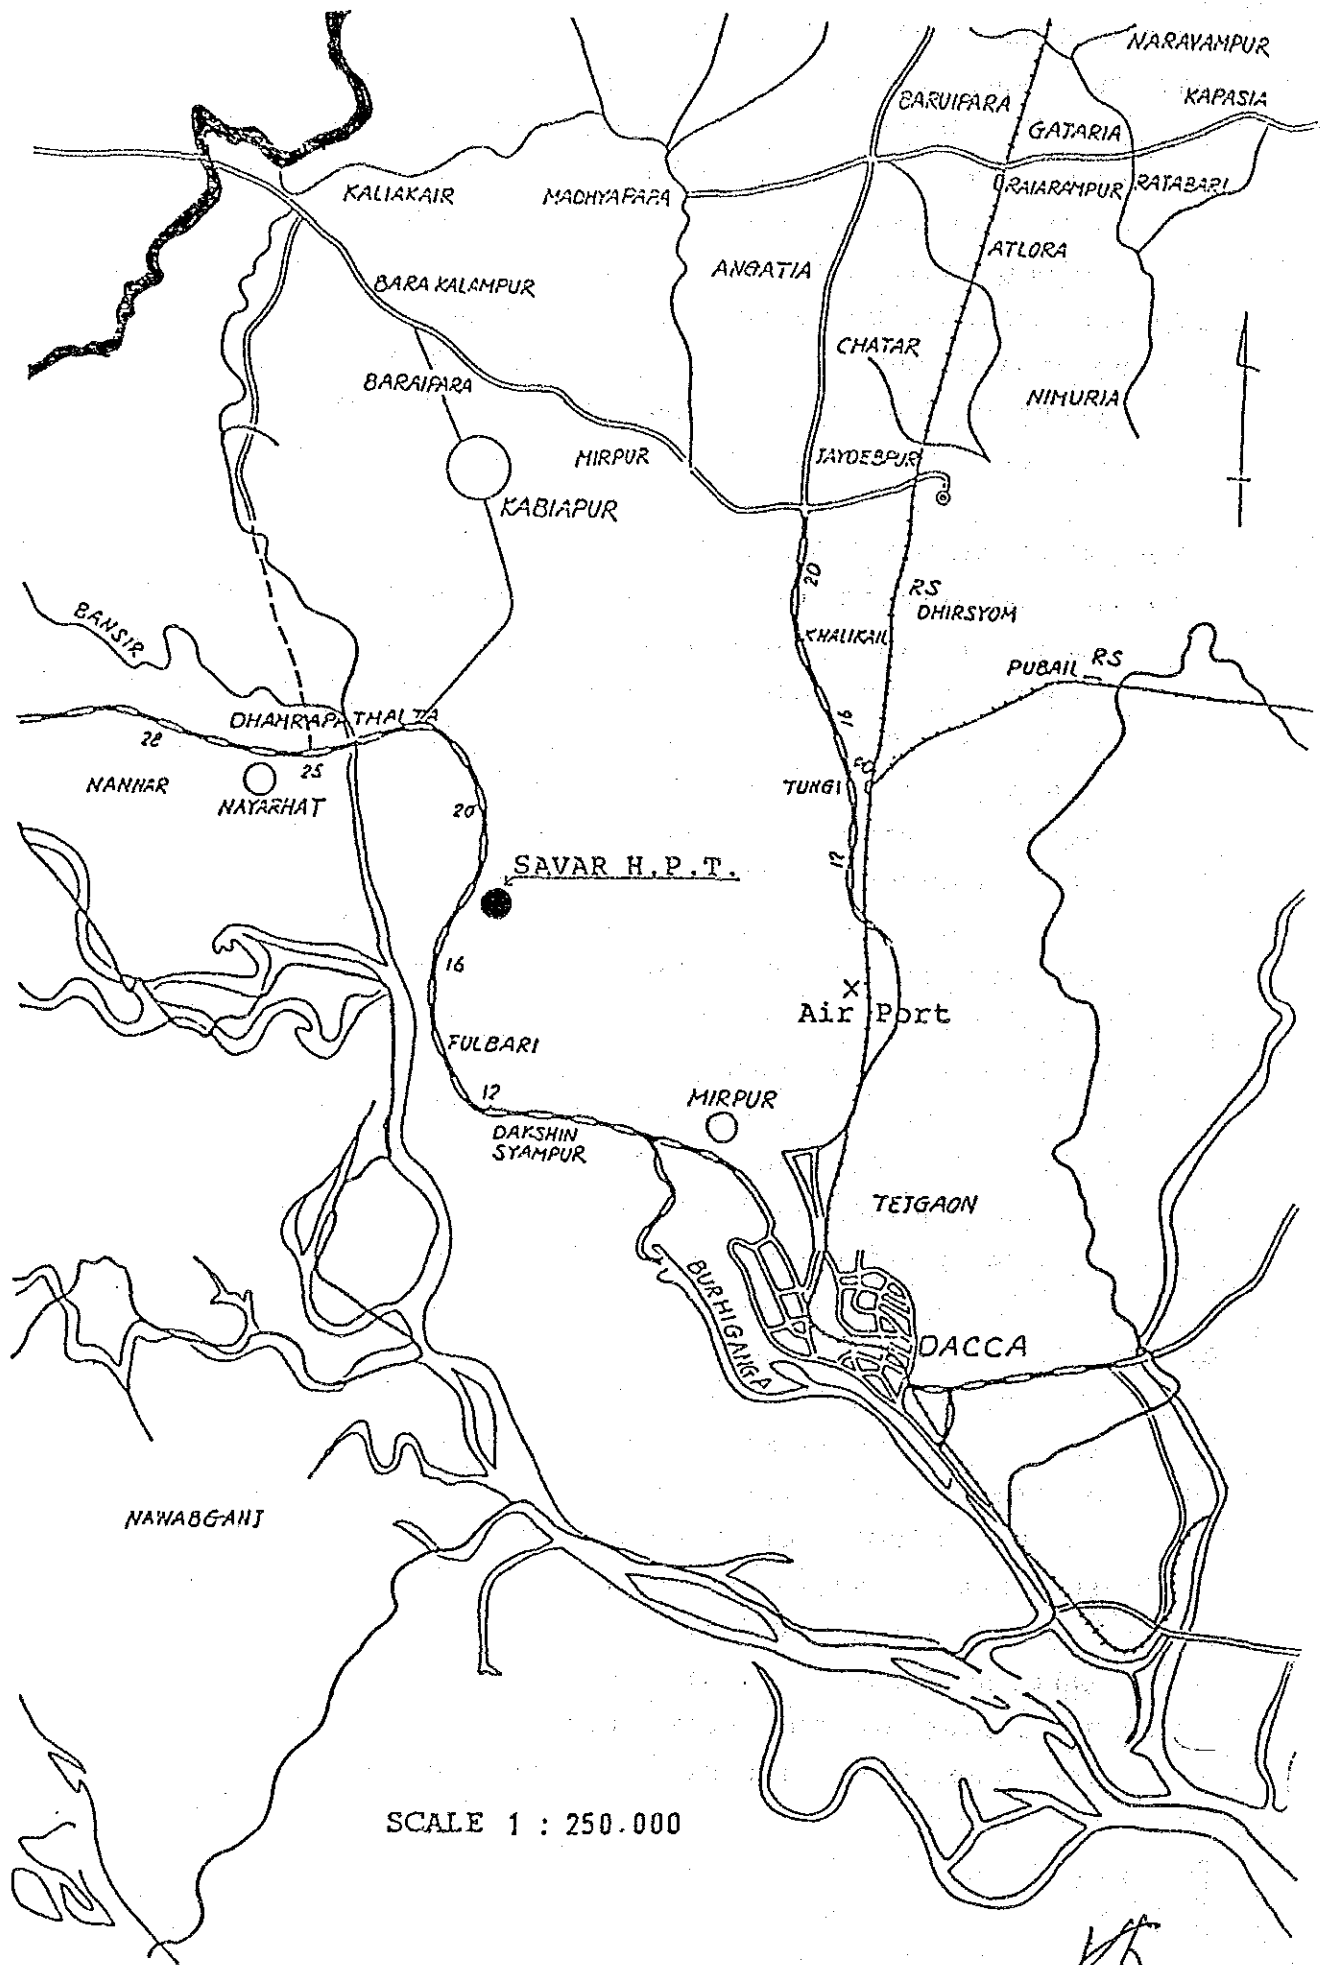 NARAYAMPUR
BARUIPARA
KAPASIA
GATARIA
KALIAKAIR
MADHYAPARA
RAIARAMPUR
RATABARI
ANGATIA
ATLORA
BARA KALAMPUR
CHATAR
BARAIPARA
NIMURIA
MIRPUR
JAYDEBPUR
KABIAPUR
20
RS
DHIRSYOM
BANSIR
KHALIKAIL
PUBAIL RS
DHAMRAPATHALIA
28
16
25
NANNAR
NAYARHAT
TUNGI
20
12
SAVAR H.P.T.
16
Air Port
FULBARI
12
MIRPUR
DAKSHIN
SYAMPUR
TEJGAON
BURHIGANGA
DACCA
NAWABGANJ
SCALE 1 : 250.000